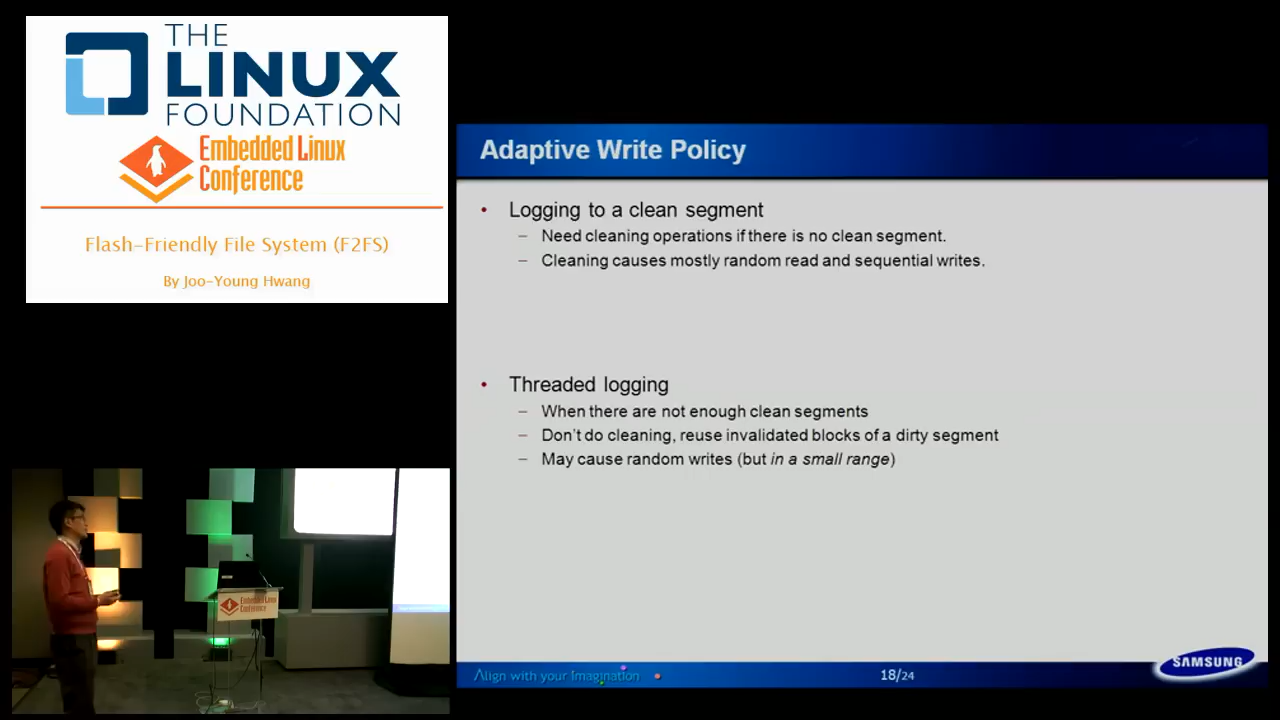 THE
LINUX
FOUNDATION
Embedded Linux
Conference
Flash-Friendly File System (F2FS)
By Joo-Young Hwang
Adaptive Write Policy
• Logging to a clean segment
– Need cleaning operations if there is no clean segment.
– Cleaning causes mostly random read and sequential writes.
• Threaded logging
– When there are not enough clean segments
– Don't do cleaning, reuse invalidated blocks of a dirty segment
– May cause random writes (but in a small range)
Align with your Imagination
18/24
SAMSUNG
Embedded Linux
Conference